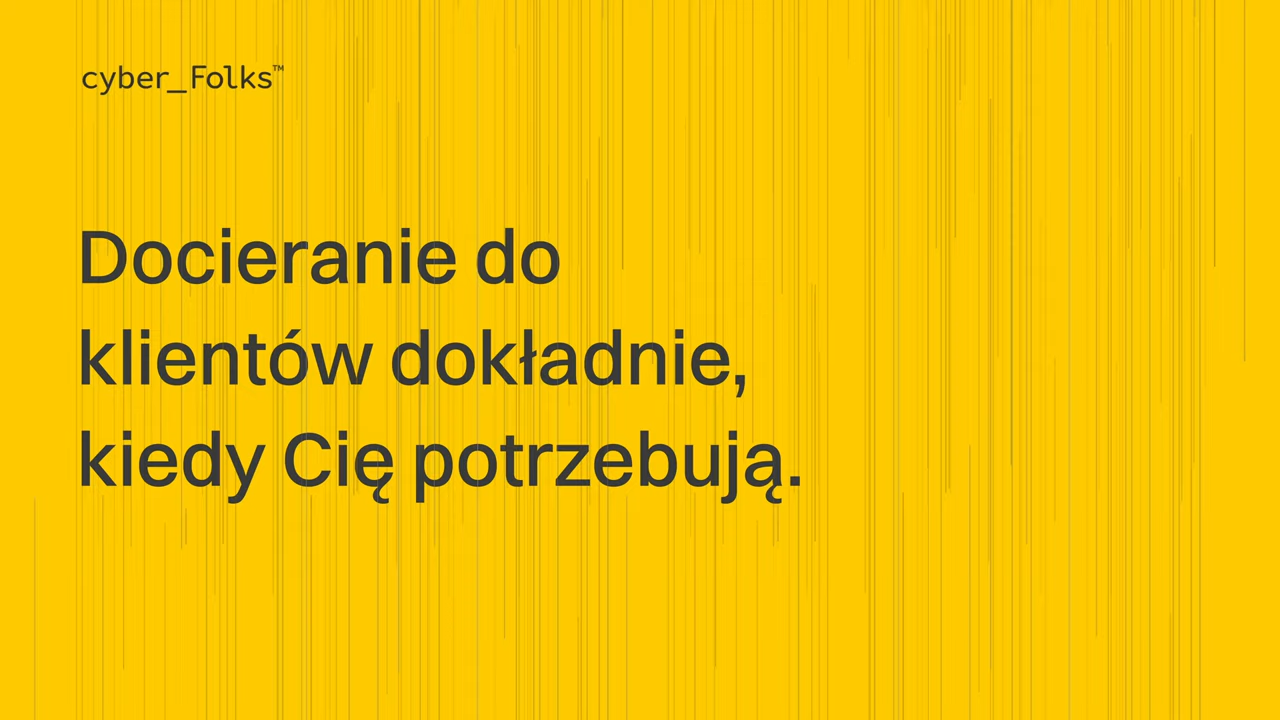 cyber_Folks™
Docieranie do
klientów dokładnie,
kiedy Cię potrzebują.